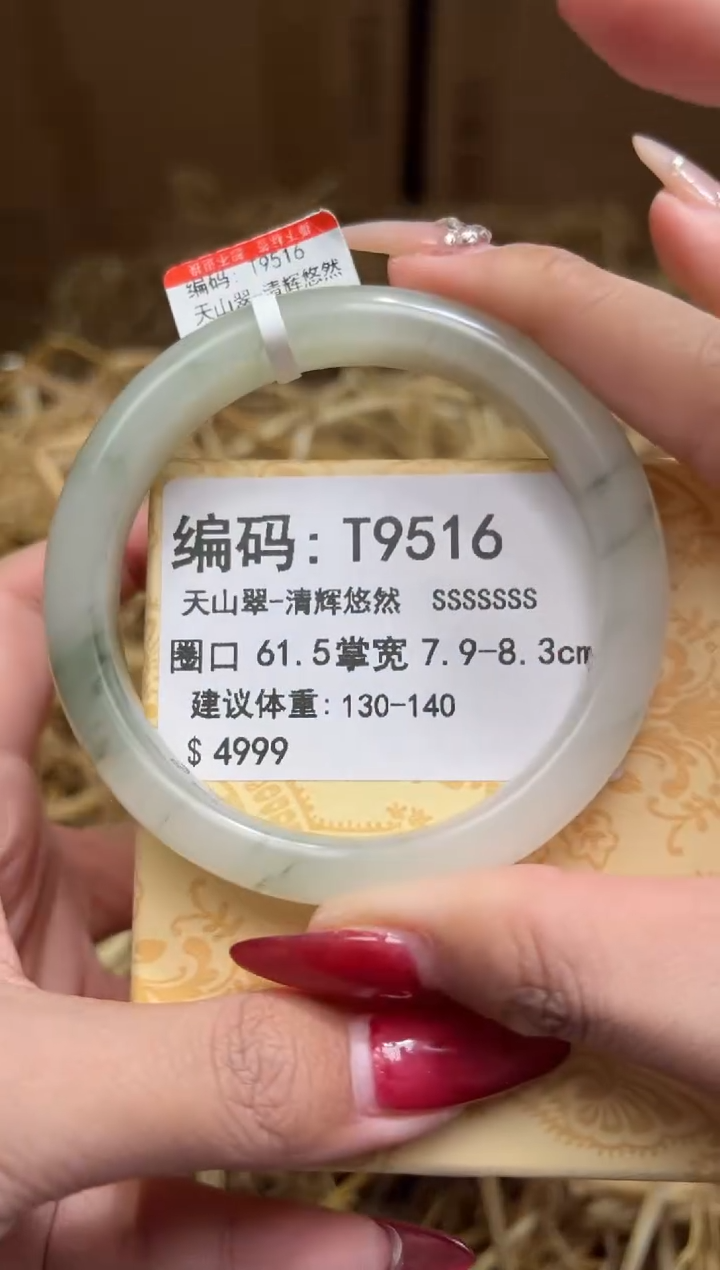 编码: T9516
天山翠-清辉悠然
编码: T9516
天山翠-清辉悠然 SSSSSSS
圈口 61.5掌宽 7.9-8.3cm
建议体重: 130-140
$ 4999